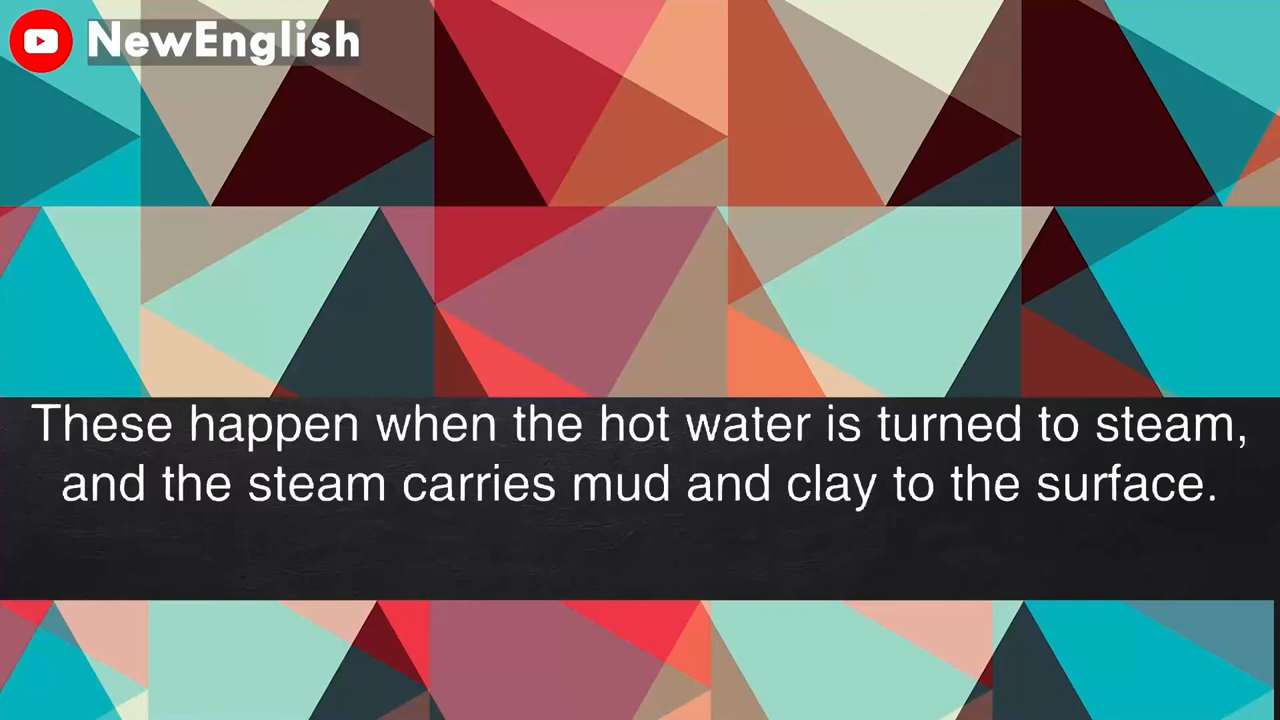 NewEnglish
These happen when the hot water is turned to steam,
and the steam carries mud and clay to the surface.